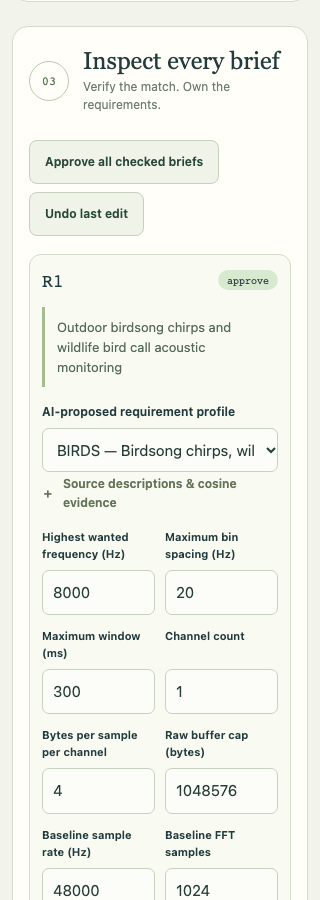 03
Inspect every brief
Verify the match. Own the
requirements.
Approve all checked briefs
Undo last edit
R1
approve
Outdoor birdsong chirps and
wildlife bird call acoustic
monitoring
AI-proposed requirement profile
BIRDS — Birdsong chirps, wil
+ Source descriptions & cosine
evidence
Highest wanted
frequency (Hz)
8000
Maximum bin
spacing (Hz)
20
Maximum window
(ms)
300
Channel count
1
Bytes per sample
per channel
4
Raw buffer cap
(bytes)
1048576
Baseline sample
rate (Hz)
48000
Baseline FFT
samples
1024